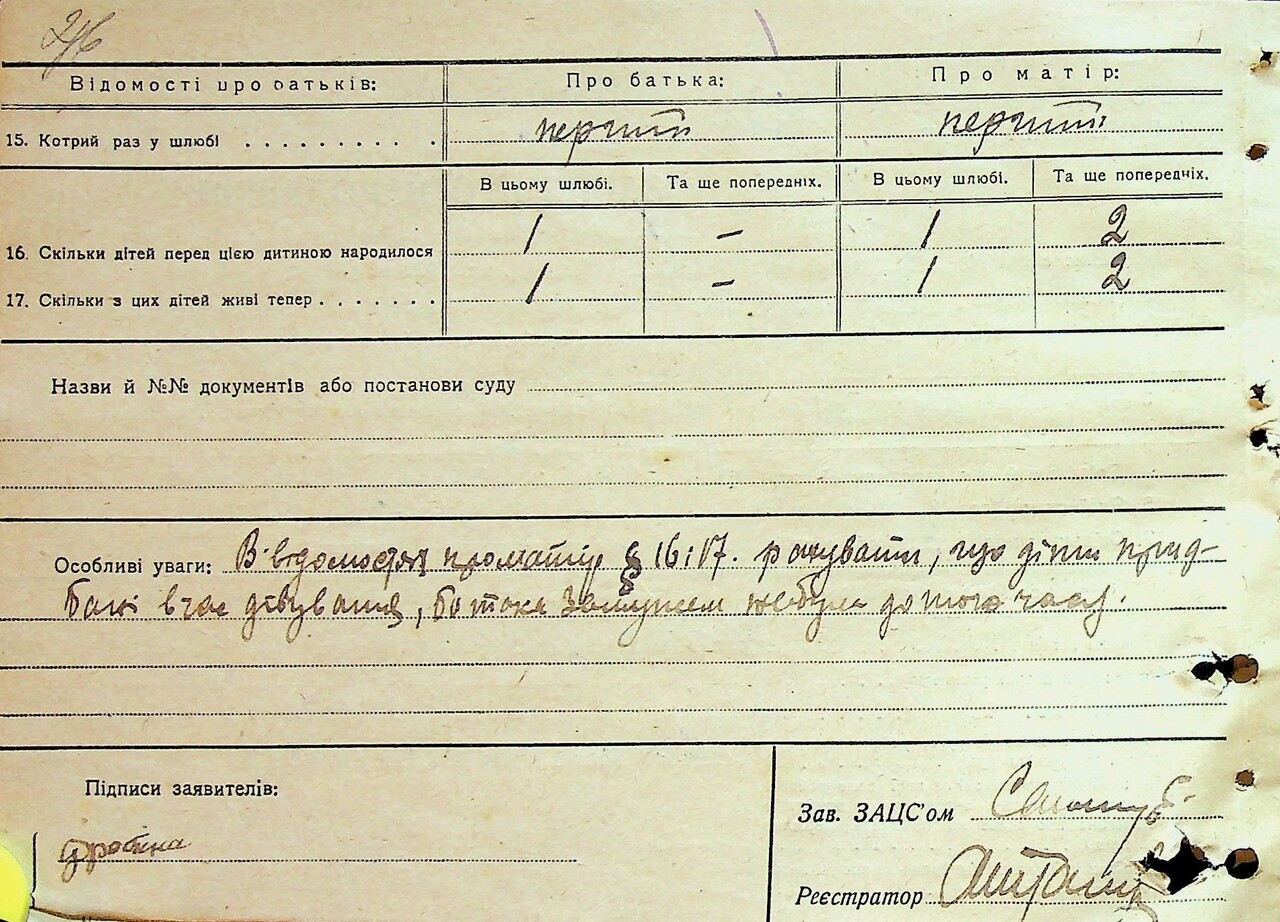 2/6
Відомості про батьків: Про батька: Про матір:
15. Котрий раз у шлюбі . . . . . . . . . . перший перший
В цьому шлюбі. Та ще попередніх. В цьому шлюбі. Та ще попередніх.
16. Скільки дітей перед цією дитиною народилося 1 – 1 2
17. Скільки з цих дітей живі тепер . . . . . . . 1 – 1 2
Назви й №№ документів або постанови суду
Особливі уваги: В відомостях про матір § 16 і 17. рахувати, що діти прид-
бані в час дівування, бо така замужем не була до того часу.
Підписи заявителів:
Зав. ЗАЦС'ом
Реєстратор